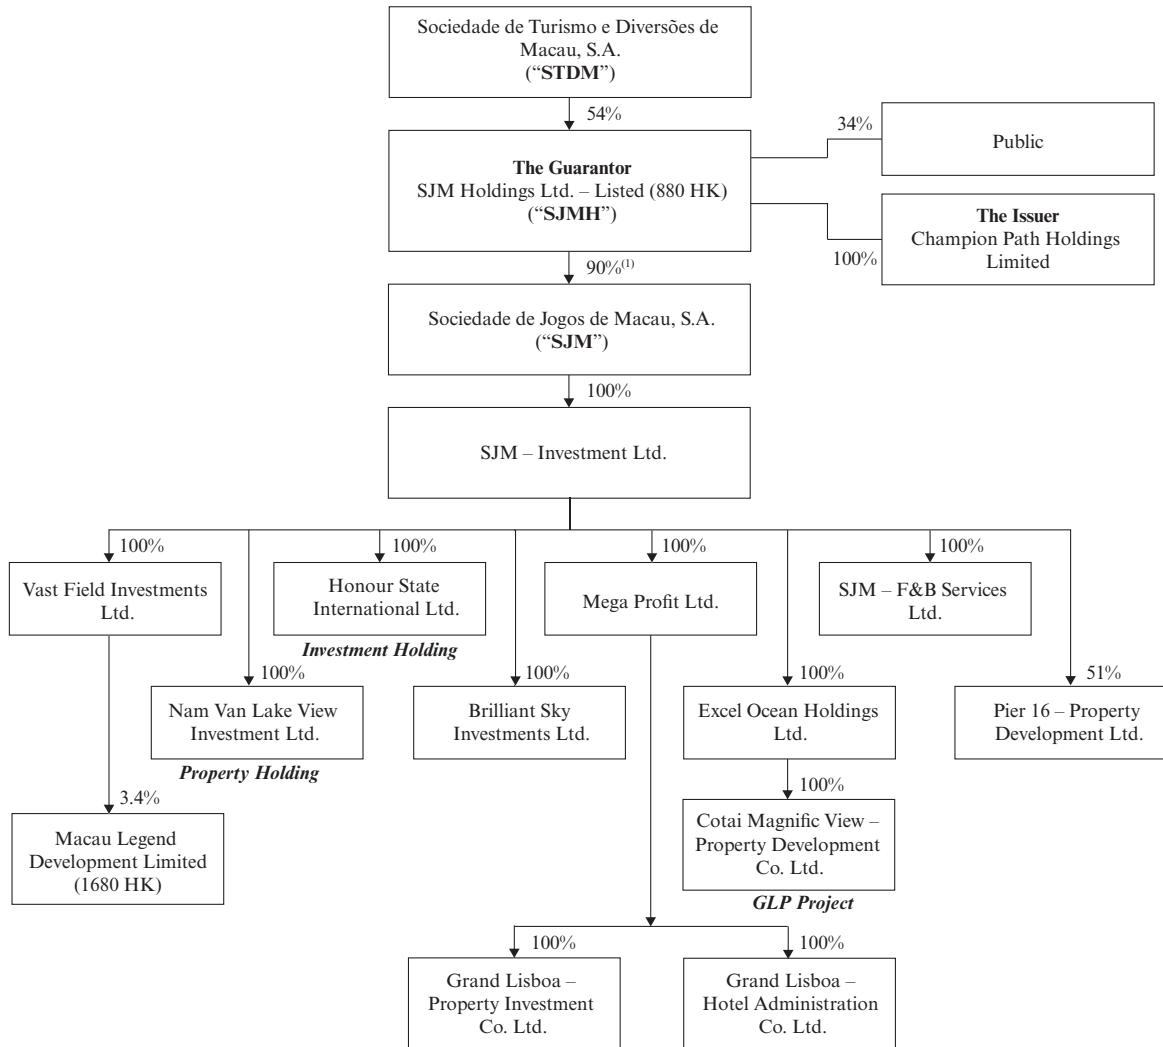 Sociedade de Turismo e Diversões de
Macau, S.A.
(“STDM”)
54%
34%
Public
The Guarantor
SJM Holdings Ltd. – Listed (880 HK)
(“SJMH”)
The Issuer
Champion Path Holdings
Limited
100%
90%(1)
Sociedade de Jogos de Macau, S.A.
(“SJM”)
100%
SJM – Investment Ltd.
100%
100%
100%
100%
Vast Field Investments
Ltd.
Honour State
International Ltd.
Mega Profit Ltd.
SJM – F&B Services
Ltd.
Investment Holding
100%
100%
100%
51%
Nam Van Lake View
Investment Ltd.
Brilliant Sky
Investments Ltd.
Excel Ocean Holdings
Ltd.
Pier 16 – Property
Development Ltd.
Property Holding
3.4%
100%
Macau Legend
Development Limited
(1680 HK)
Cotai Magnific View –
Property Development
Co. Ltd.
GLP Project
100%
100%
Grand Lisboa –
Property Investment
Co. Ltd.
Grand Lisboa –
Hotel Administration
Co. Ltd.